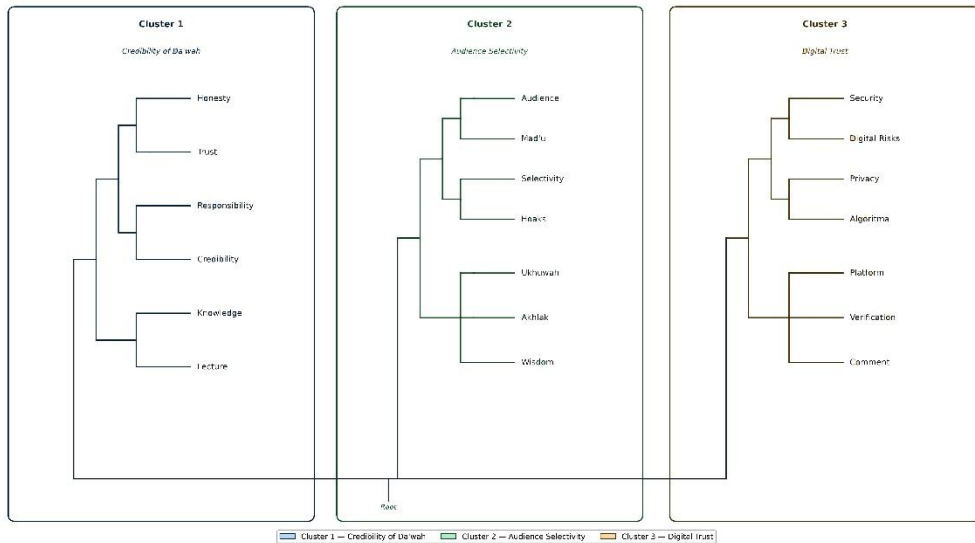 Cluster 1
Credibility of Da'wah
Honesty
Trust
Responsibility
Credibility
Knowledge
Lecture
Cluster 2
Audience Selectivity
Audience
Mad'u
Selectivity
Hoaks
Ukhuwah
Akhlak
Wisdom
Cluster 3
Digital Trust
Security
Digital Risks
Privacy
Algoritma
Platform
Verification
Comment
Root
Cluster 1 — Credibility of Da'wah
Cluster 2 — Audience Selectivity
Cluster 3 — Digital Trust